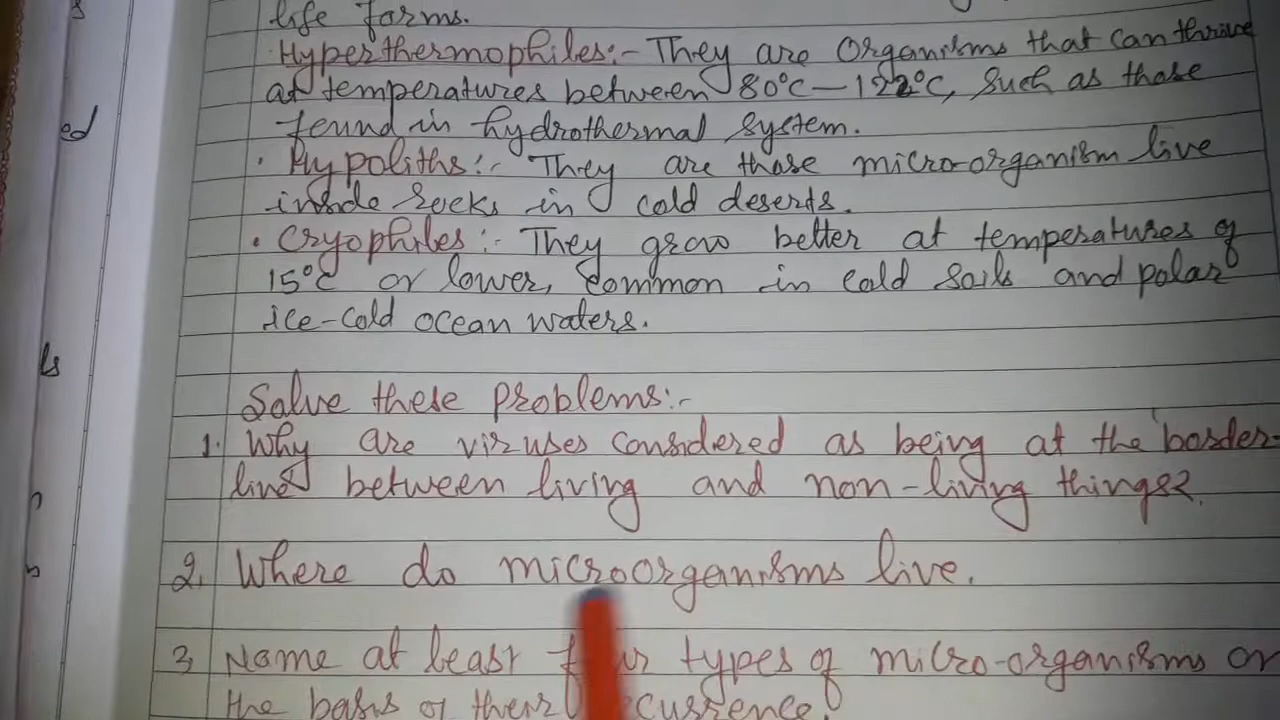 life forms.
Hyperthermophiles:- They are organisms that can thrive
at temperatures between 80°C-122°C, such as those
found in hydrothermal system.
• Hypoliths:- They are those micro-organism live
inside rocks in cold deserts.
• Cryophiles:- They grow better at temperatures of
15°C or lower, common in cold soils and polar
ice-cold ocean waters.
Solve these problems:-
1. Why are viruses considered as being at the border-
line between living and non-living things?
2. Where do microorganisms live.
3, Name at least four types of micro-organisms on
the basis of their occurrence.